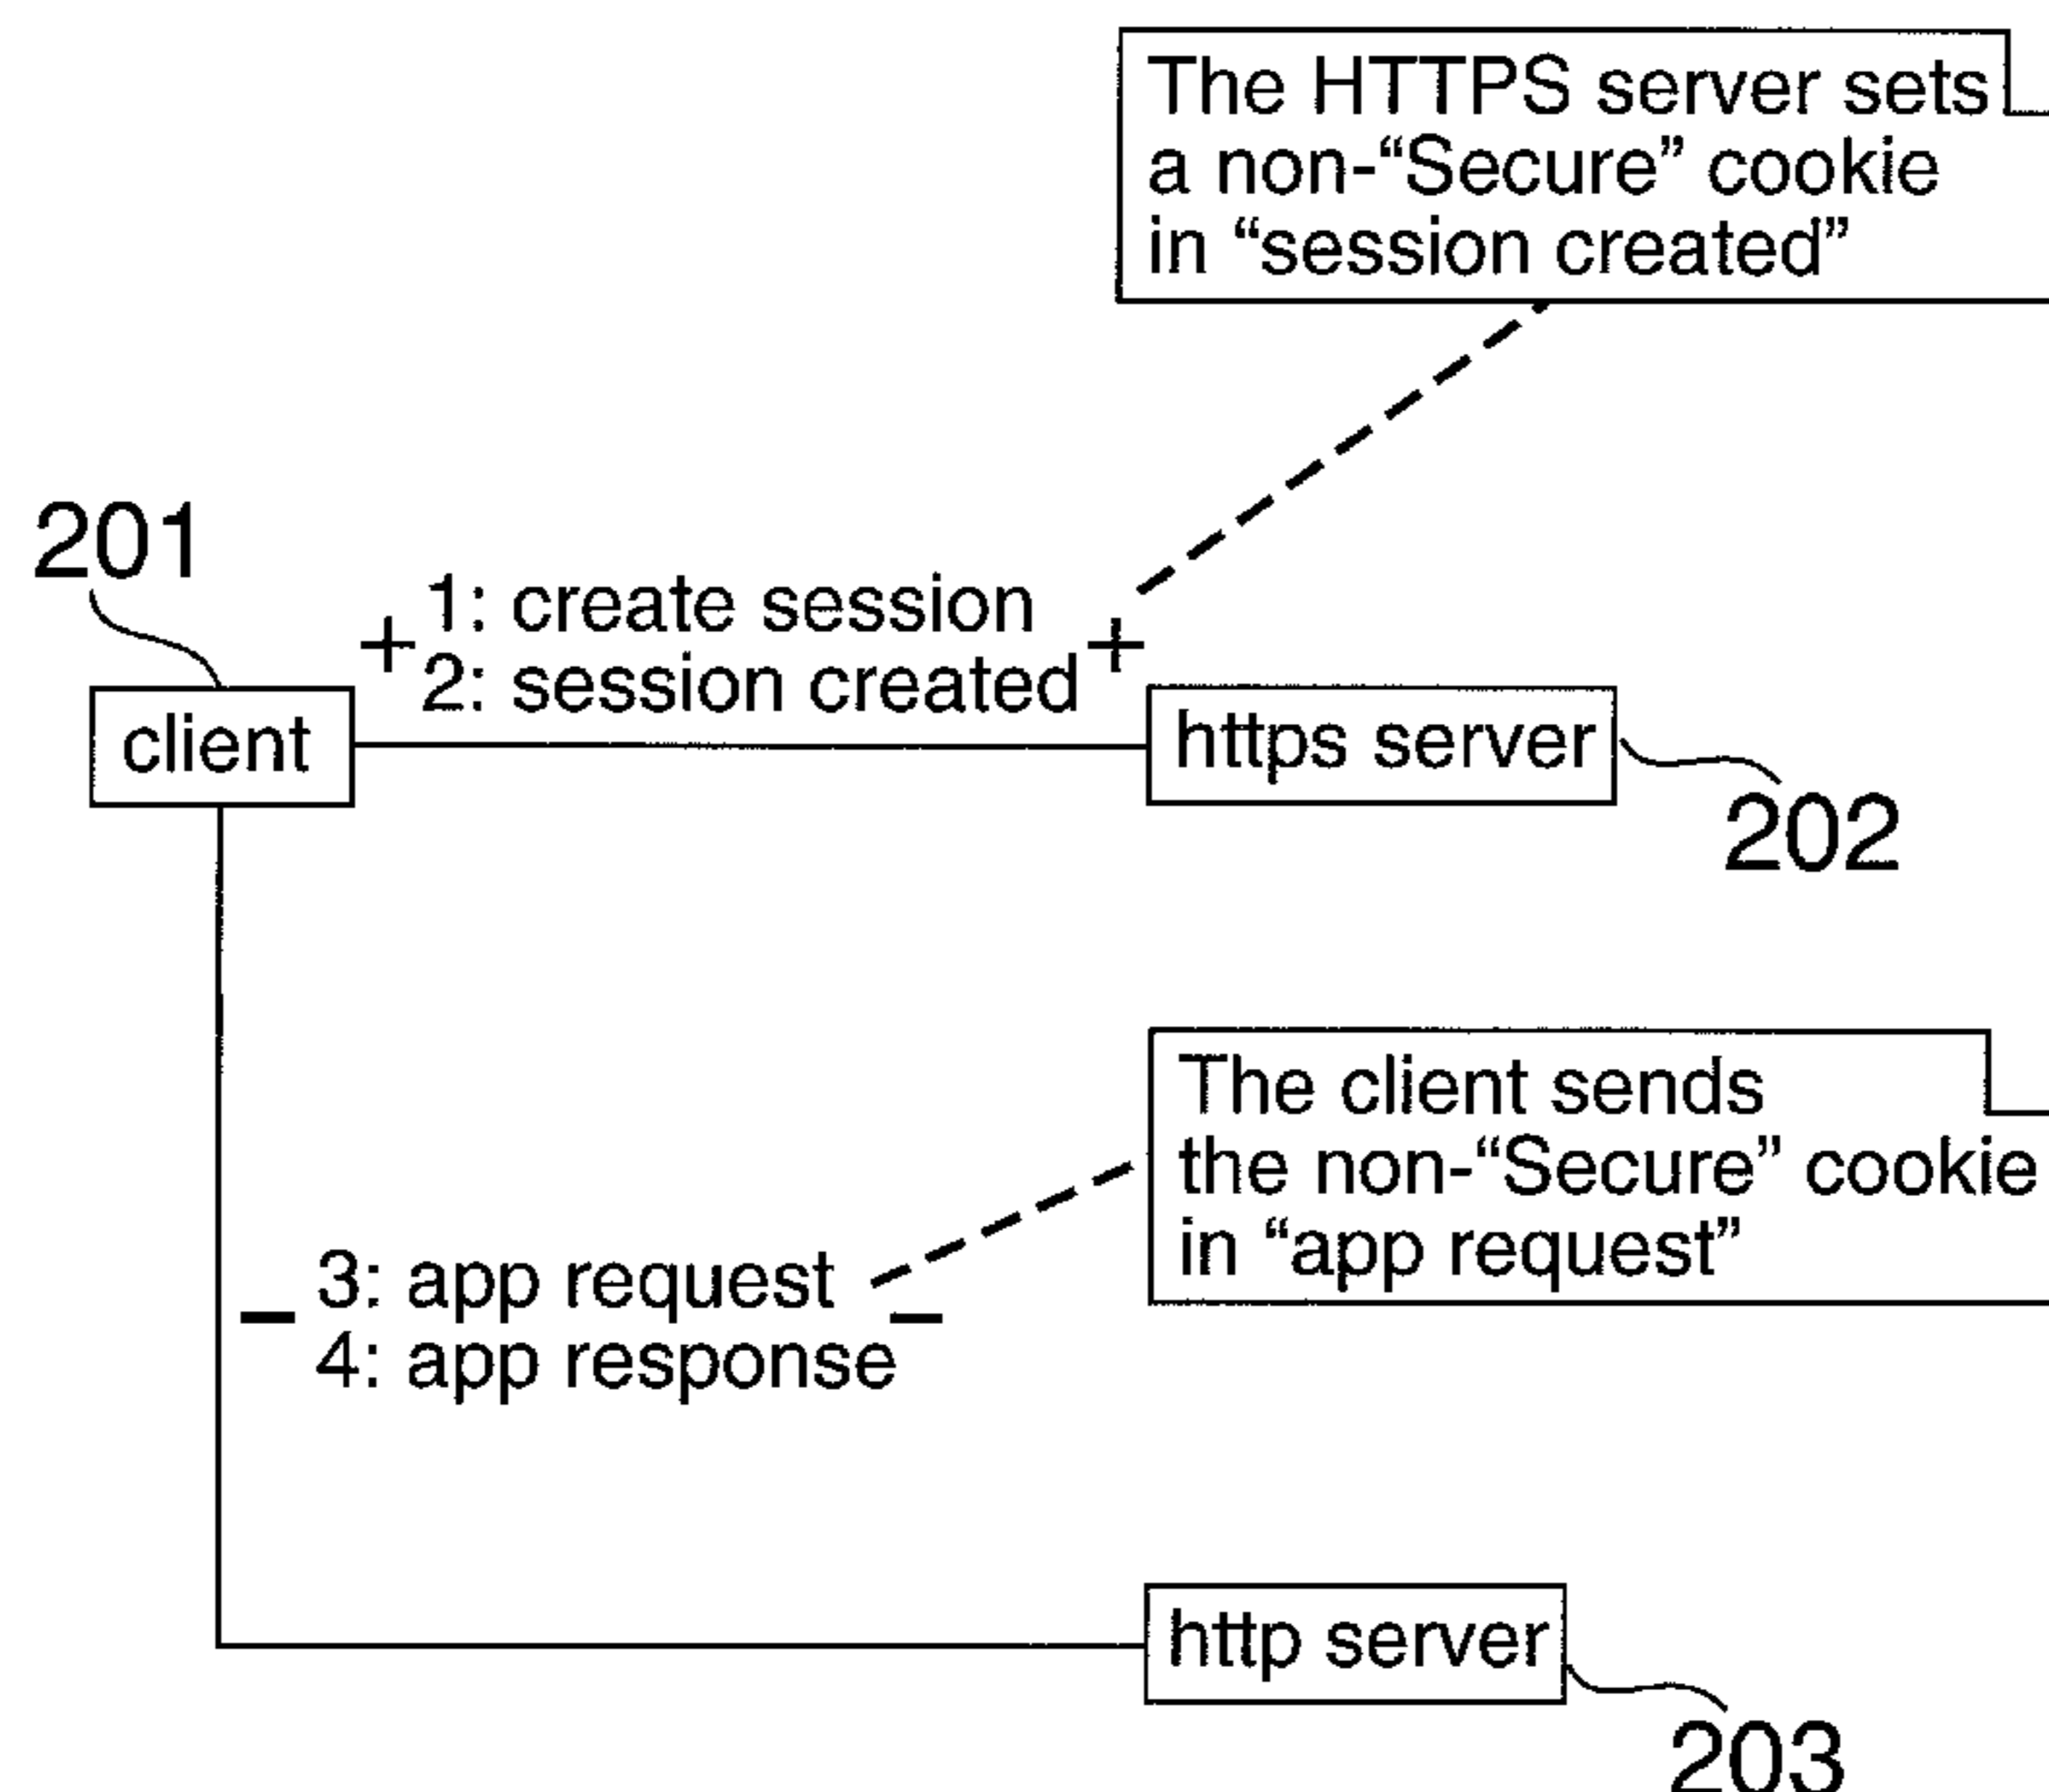 The HTTPS server sets
a non-“Secure” cookie
in “session created”
201
+ 1: create session +
2: session created
client
https server
202
The client sends
the non-“Secure” cookie
in “app request”
– 3: app request –
4: app response
http server
203